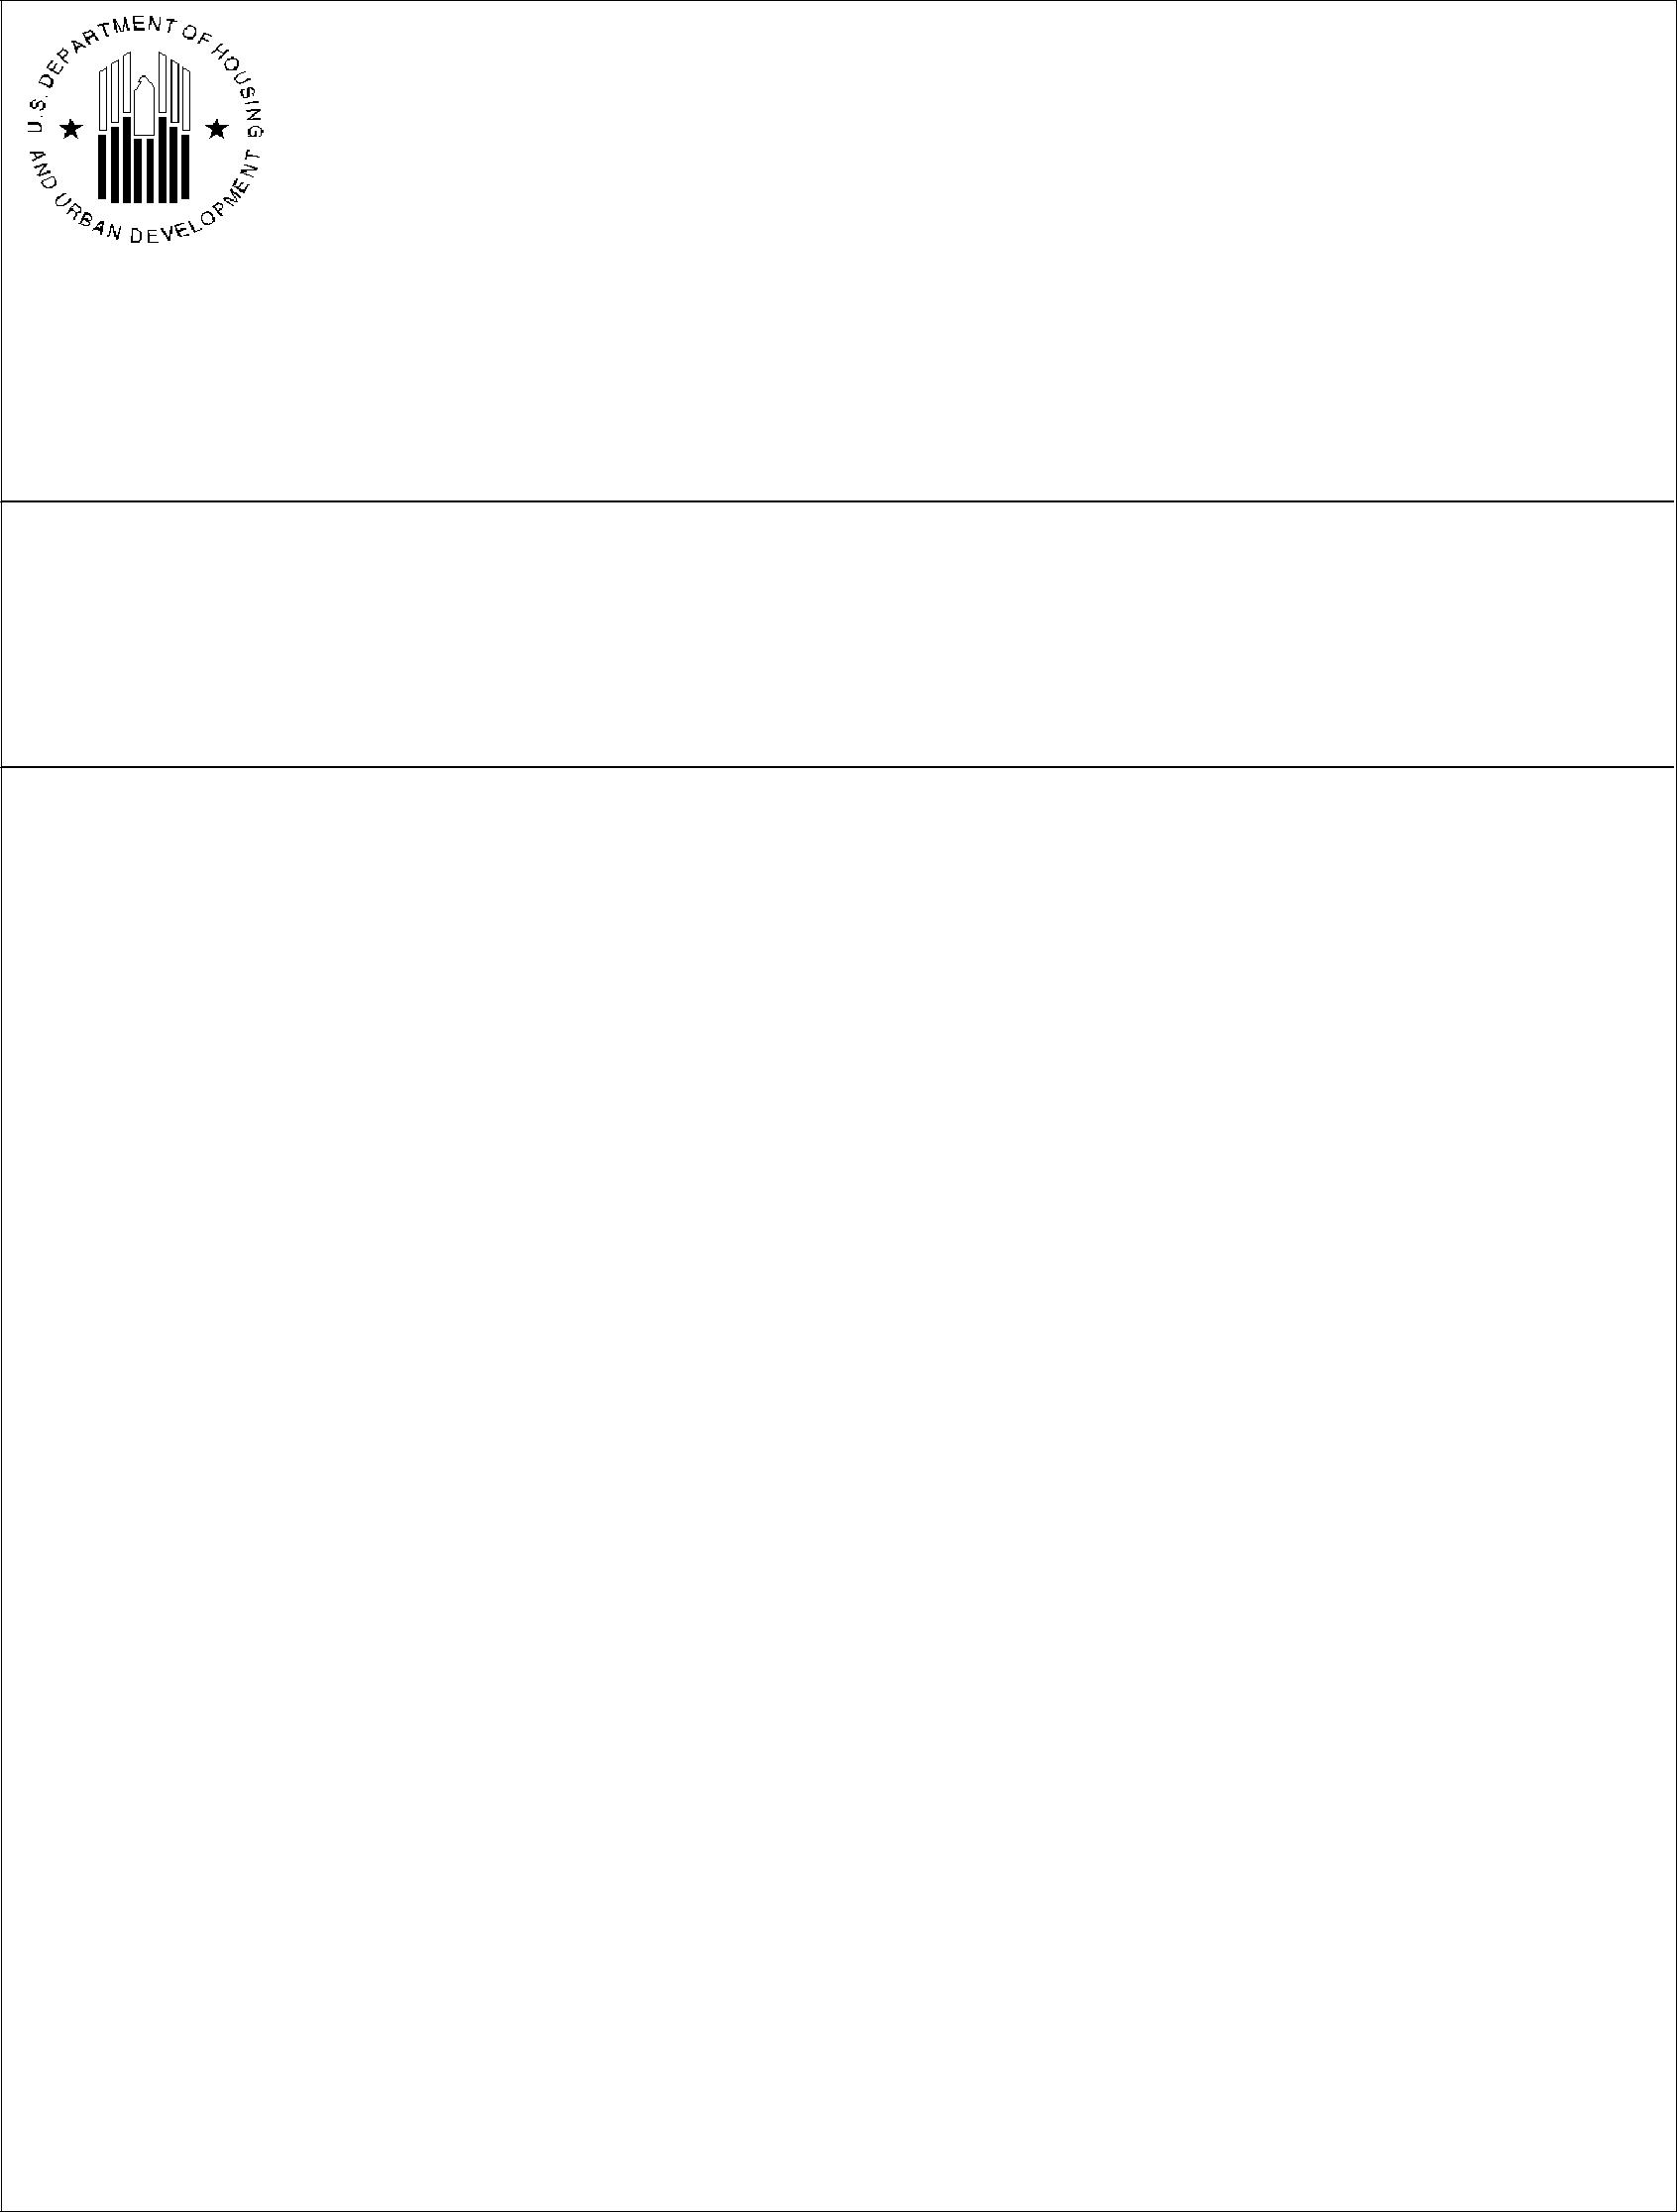 U.S. DEPARTMENT OF HOUSING
AND URBAN DEVELOPMENT